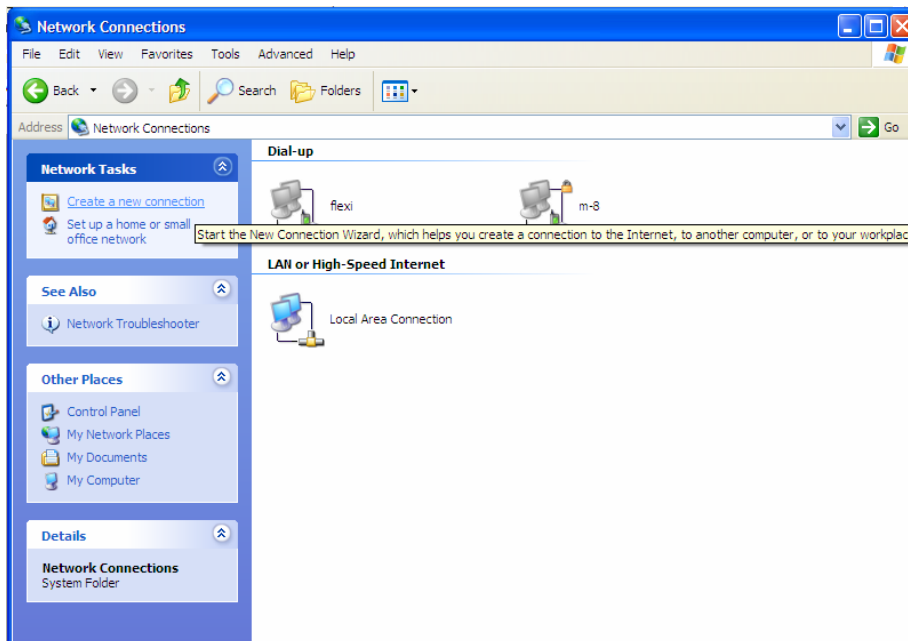 Network Connections
File Edit View Favorites Tools Advanced Help
Back Search Folders
Address Network Connections Go
Network Tasks
Create a new connection
Set up a home or small
office network
See Also
Network Troubleshooter
Other Places
Control Panel
My Network Places
My Documents
My Computer
Details
Network Connections
System Folder
Dial-up
flexi m-8
Start the New Connection Wizard, which helps you create a connection to the Internet, to another computer, or to your workplac
LAN or High-Speed Internet
Local Area Connection